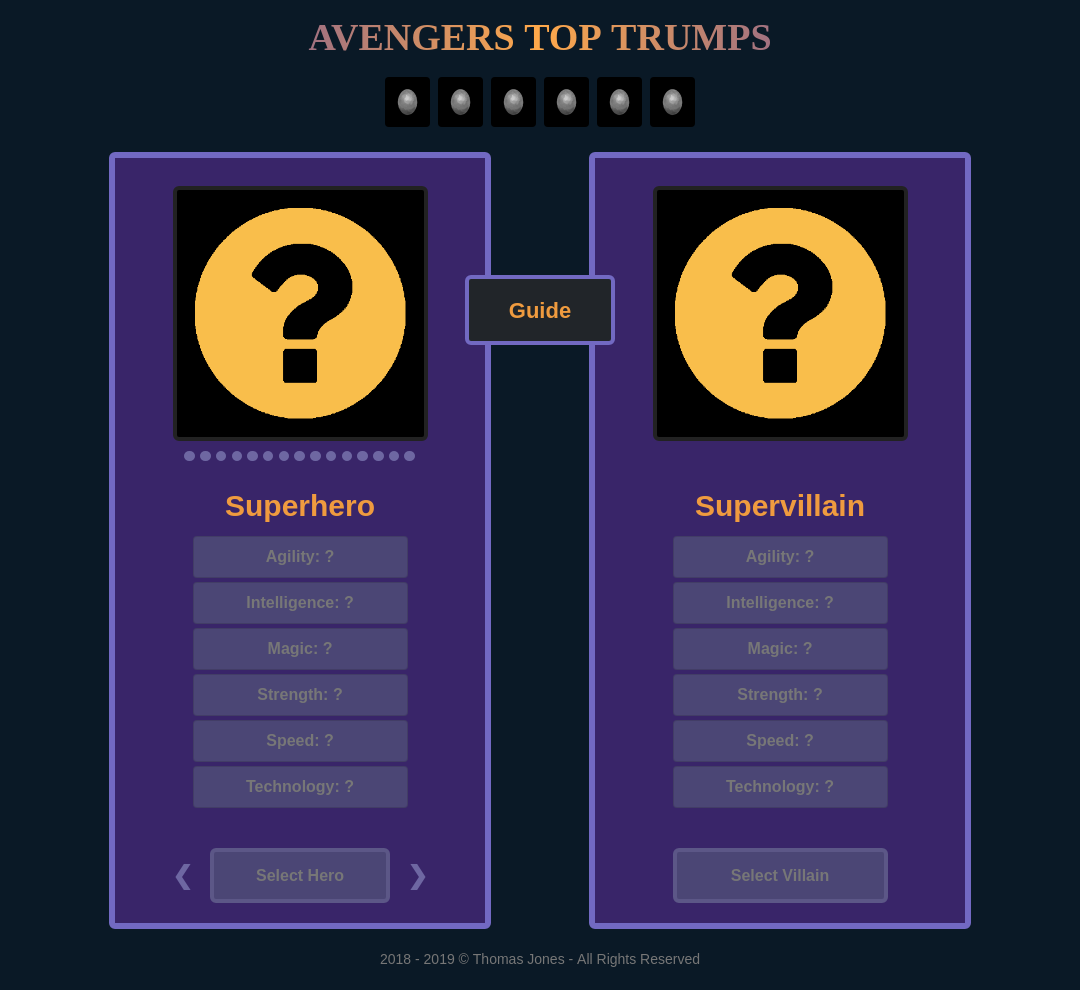 AVENGERS TOP TRUMPS
Guide
Superhero
Agility: ?
Intelligence: ?
Magic: ?
Strength: ?
Speed: ?
Technology: ?
❮ Select Hero ❯
Supervillain
Agility: ?
Intelligence: ?
Magic: ?
Strength: ?
Speed: ?
Technology: ?
Select Villain
2018 - 2019 © Thomas Jones - All Rights Reserved